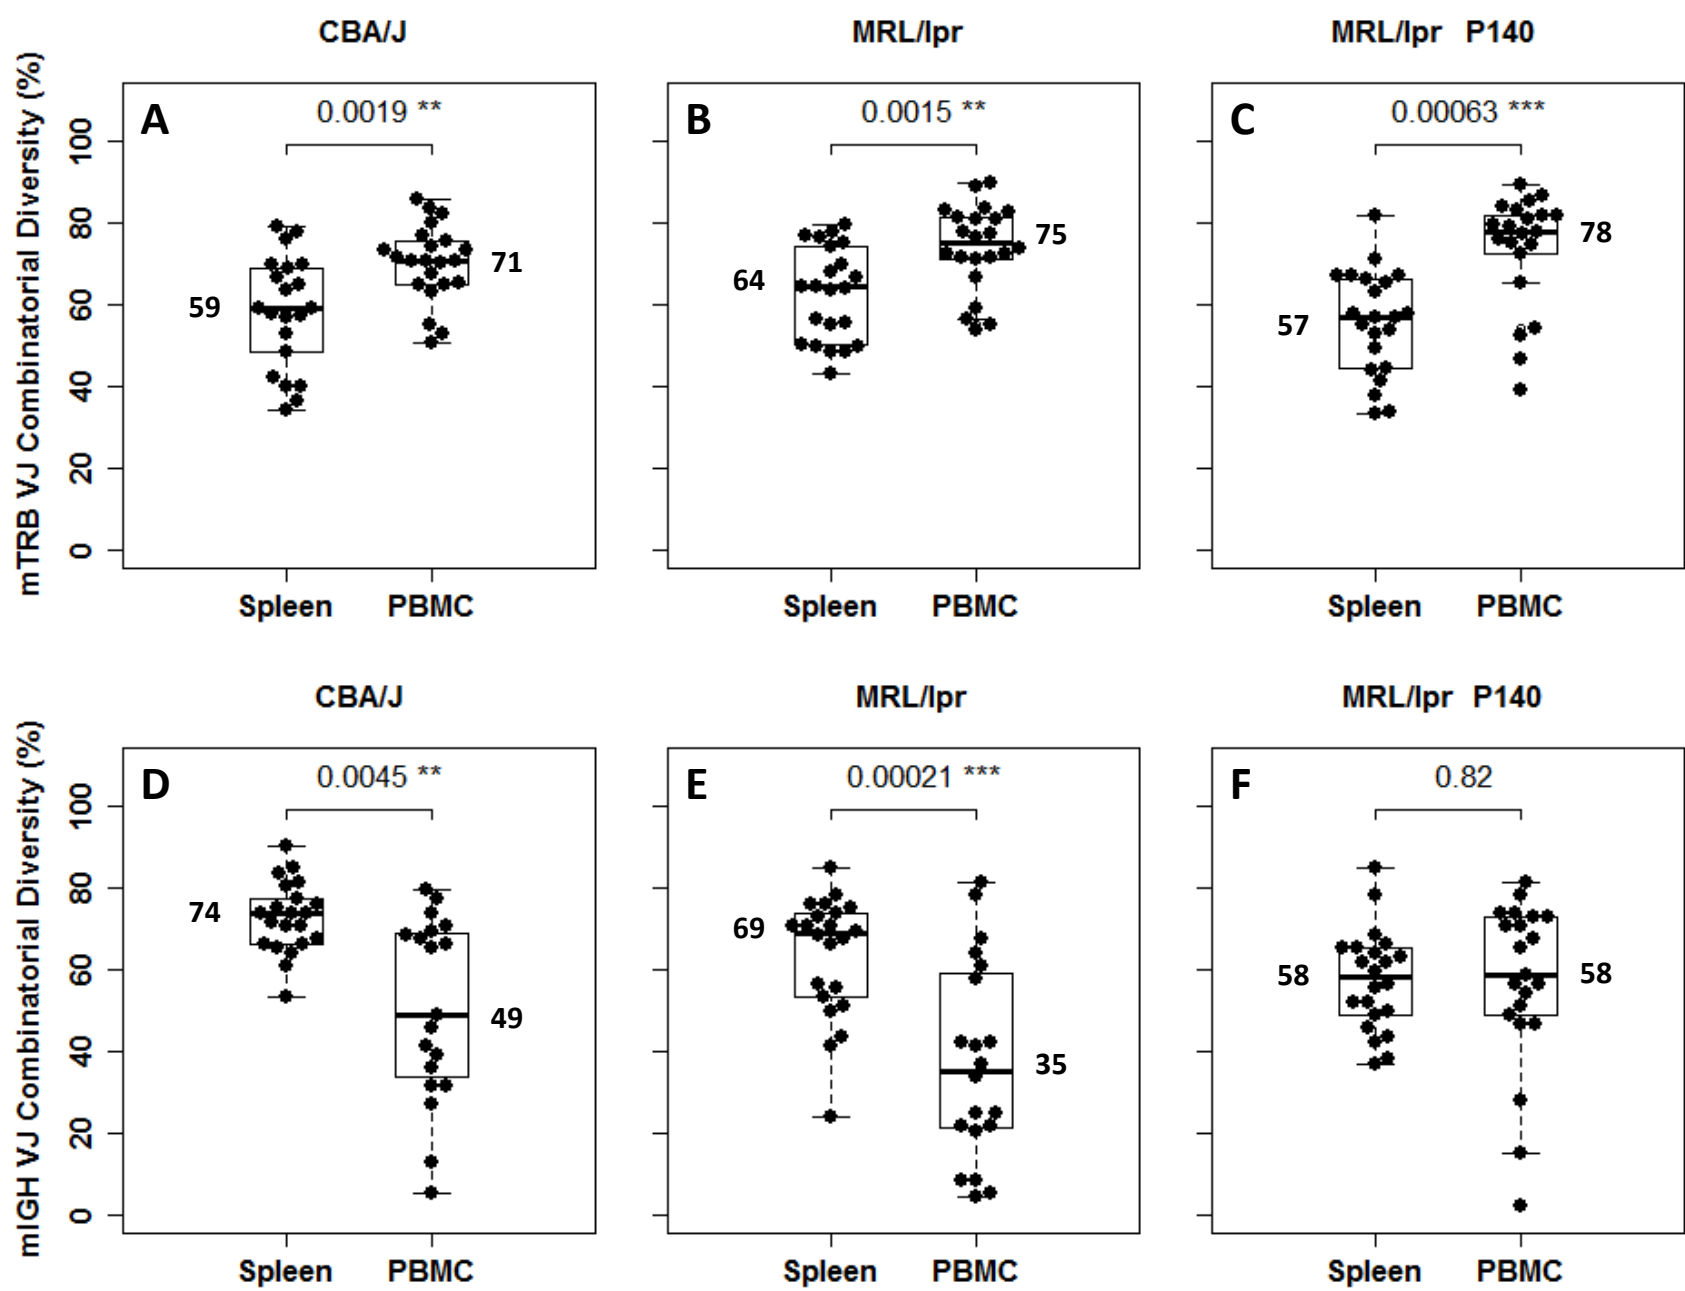 CBA/J MRL/lpr MRL/lpr P140
mTRB VJ Combinatorial Diversity (%)
A 0.0019 ** B 0.0015 ** C 0.00063 ***
100
80
60
40
20
0
59 71 64 75 57 78
Spleen PBMC Spleen PBMC Spleen PBMC
CBA/J MRL/lpr MRL/lpr P140
mIGH VJ Combinatorial Diversity (%)
D 0.0045 ** E 0.00021 *** F 0.82
100
80
60
40
20
0
74 49 69 35 58 58
Spleen PBMC Spleen PBMC Spleen PBMC